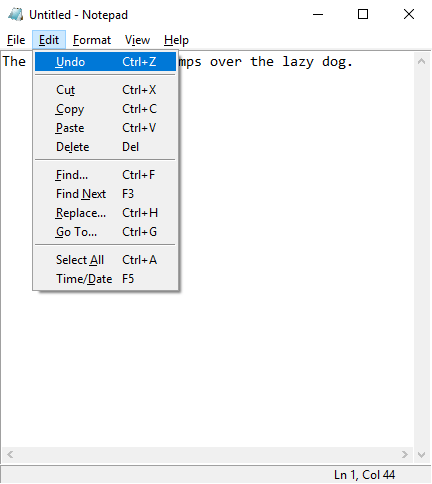 Untitled - Notepad
File Edit Format View Help
The mps over the lazy dog.
Undo Ctrl+Z
Cut Ctrl+X
Copy Ctrl+C
Paste Ctrl+V
Delete Del
Find... Ctrl+F
Find Next F3
Replace... Ctrl+H
Go To... Ctrl+G
Select All Ctrl+A
Time/Date F5
Ln 1, Col 44